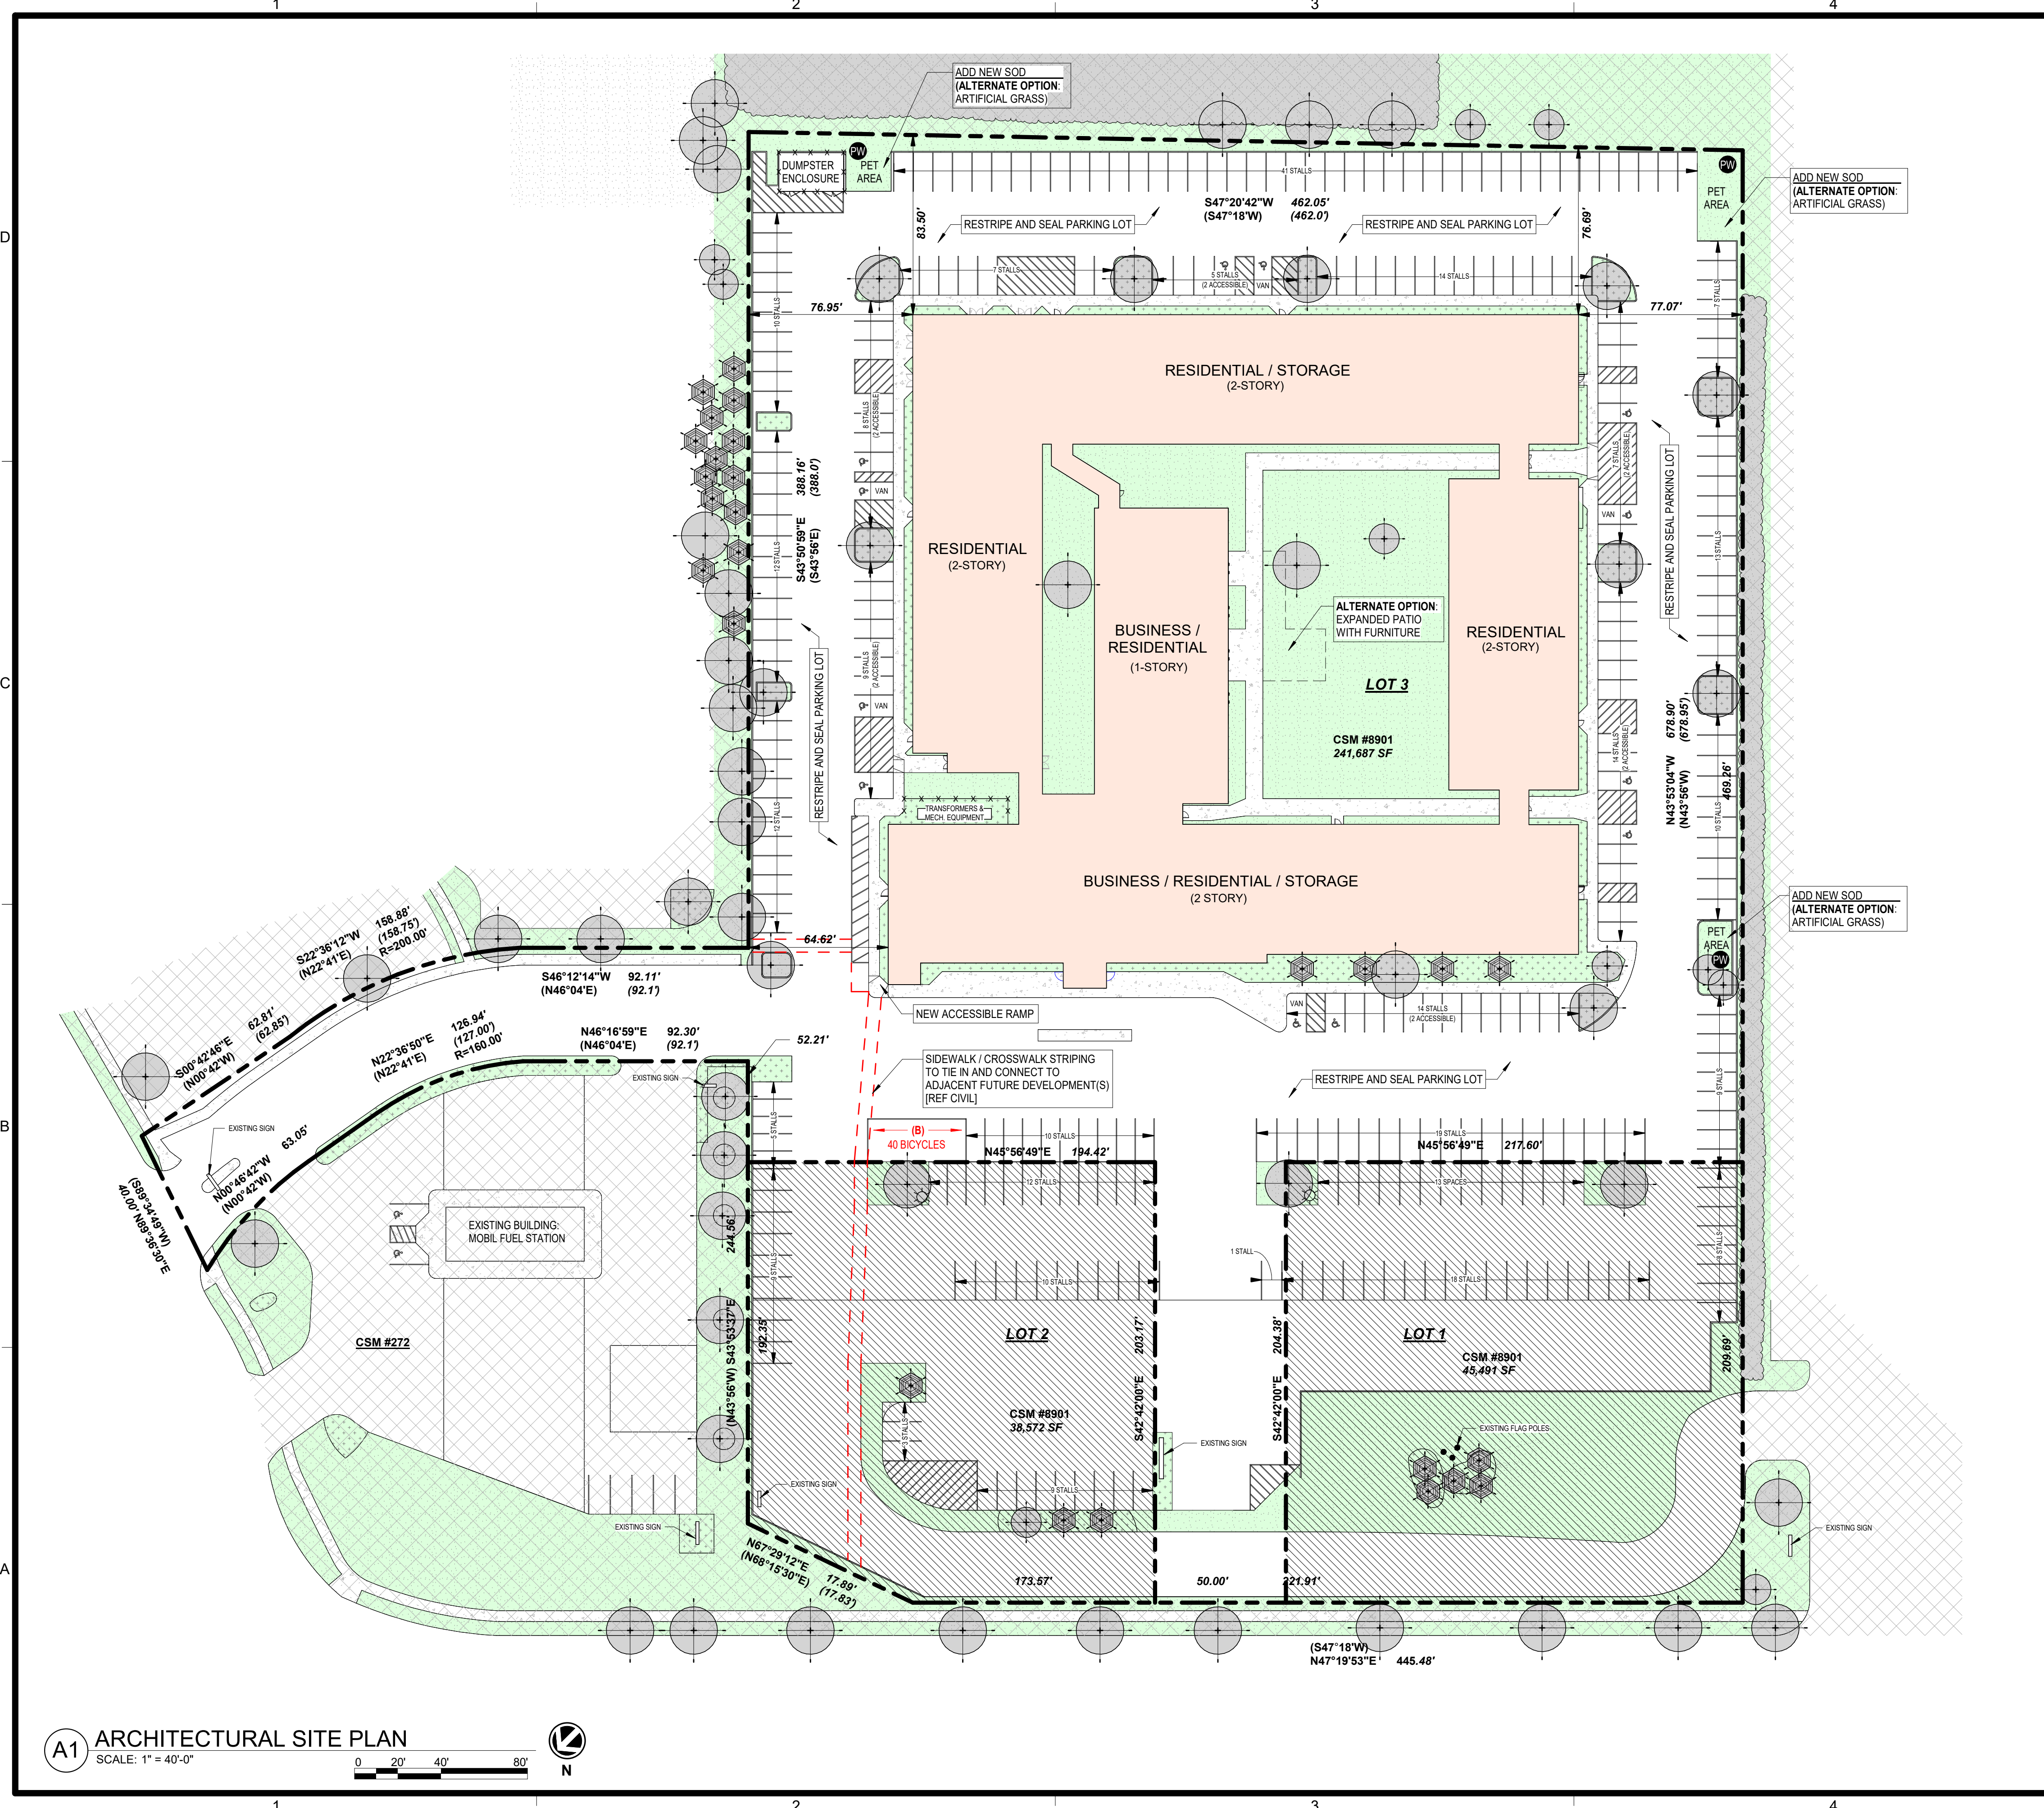 1
2
3
4
D
C
B
A
ADD NEW SOD
(ALTERNATE OPTION:
ARTIFICIAL GRASS)
DUMPSTER
ENCLOSURE
PW
PET
AREA
41 STALLS
PW
PET
AREA
ADD NEW SOD
(ALTERNATE OPTION:
ARTIFICIAL GRASS)
83.50'
RESTRIPE AND SEAL PARKING LOT
S47°20'42"W 462.05'
(S47°18'W) (462.0')
RESTRIPE AND SEAL PARKING LOT
76.69'
7 STALLS
5 STALLS
(2 ACCESSIBLE)
VAN
14 STALLS
7 STALLS
10 STALLS
76.95'
77.07'
RESIDENTIAL / STORAGE
(2-STORY)
8 STALLS
(2 ACCESSIBLE)
7 STALLS
(2 ACCESSIBLE)
VAN
VAN
388.16'
(388.0')
S43°50'59"E
(S43°56'E)
12 STALLS
13 STALLS
RESTRIPE AND SEAL PARKING LOT
RESIDENTIAL
(2-STORY)
BUSINESS /
RESIDENTIAL
(1-STORY)
ALTERNATE OPTION:
EXPANDED PATIO
WITH FURNITURE
RESIDENTIAL
(2-STORY)
9 STALLS
(2 ACCESSIBLE)
VAN
RESTRIPE AND SEAL PARKING LOT
LOT 3
CSM #8901
241,687 SF
14 STALLS
(2 ACCESSIBLE)
N43°53'04"W 678.90'
(N43°56'W) (678.95')
469.26'
10 STALLS
12 STALLS
TRANSFORMERS &
MECH. EQUIPMENT
BUSINESS / RESIDENTIAL / STORAGE
(2 STORY)
ADD NEW SOD
(ALTERNATE OPTION:
ARTIFICIAL GRASS)
PET
AREA
PW
S22°36'12"W 158.88'
(N22°41'E) (158.75')
R=200.00'
64.62'
S46°12'14"W 92.11'
(N46°04'E) (92.1')
S00°42'46"E 62.81'
(N00°42'W) (62.85')
N22°36'50"E 126.94'
(N22°41'E) (127.00')
R=160.00'
N46°16'59"E 92.30'
(N46°04'E) (92.1')
52.21'
NEW ACCESSIBLE RAMP
VAN
14 STALLS
(2 ACCESSIBLE)
EXISTING SIGN
SIDEWALK / CROSSWALK STRIPING
TO TIE IN AND CONNECT TO
ADJACENT FUTURE DEVELOPMENT(S)
[REF CIVIL]
RESTRIPE AND SEAL PARKING LOT
9 STALLS
5 STALLS
EXISTING SIGN
63.05'
N00°46'42"W
(N00°42'W)
(B)
40 BICYCLES
10 STALLS
N45°56'49"E 194.42'
19 STALLS
N45°56'49"E 217.60'
12 STALLS
13 SPACES
(S89°34'49"W)
40.00' N89°36'30"E
EXISTING BUILDING:
MOBIL FUEL STATION
244.56'
9 STALLS
1 STALL
10 STALLS
18 STALLS
8 STALLS
CSM #272
(N43°56'W) S43°53'37"E
192.35'
LOT 2
203.17'
204.38'
LOT 1
209.69'
CSM #8901
45,491 SF
CSM #8901
38,572 SF
S42°42'00"E
S42°42'00"E
3 STALLS
EXISTING SIGN
EXISTING FLAG POLES
EXISTING SIGN
9 STALLS
EXISTING SIGN
EXISTING SIGN
N67°29'12"E 17.89'
(N68°15'30"E) (17.83')
173.57'
50.00'
221.91'
(S47°18'W)
N47°19'53"E 445.48'
A1
ARCHITECTURAL SITE PLAN
SCALE: 1" = 40'-0"
0 20' 40' 80'
N
1
2
3
4